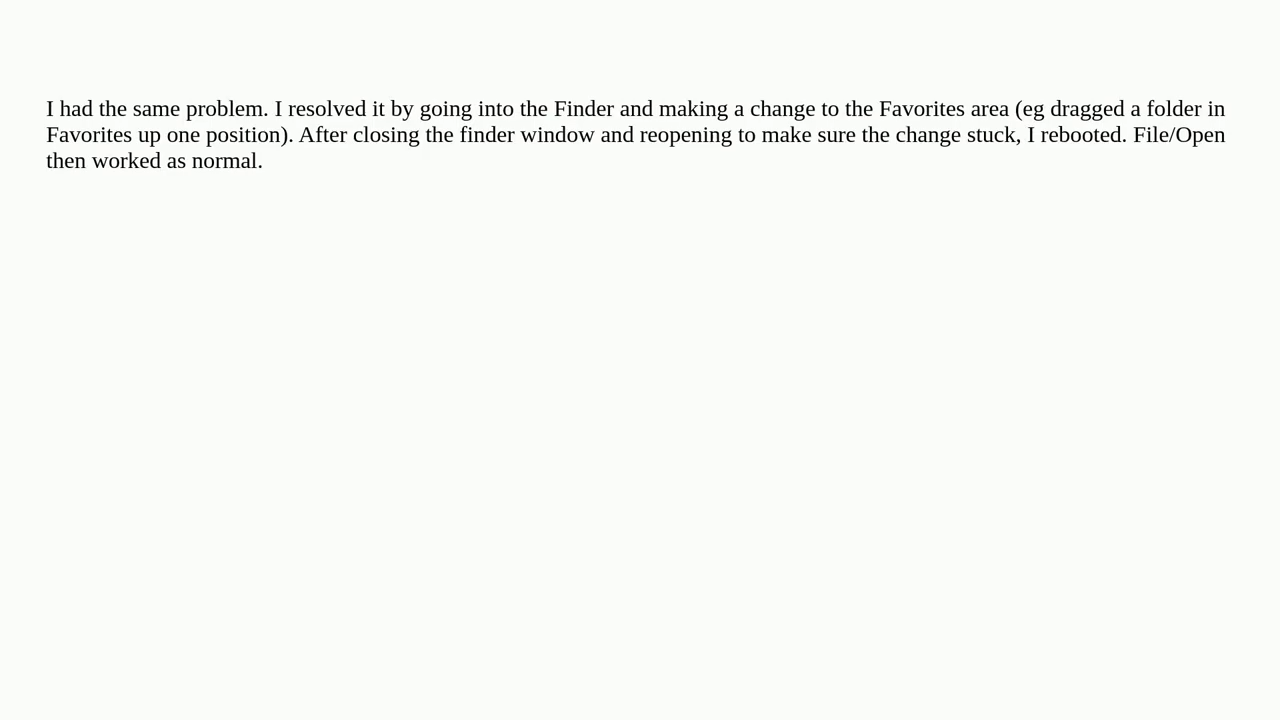 I had the same problem. I resolved it by going into the Finder and making a change to the Favorites area (eg dragged a folder in
Favorites up one position). After closing the finder window and reopening to make sure the change stuck, I rebooted. File/Open
then worked as normal.